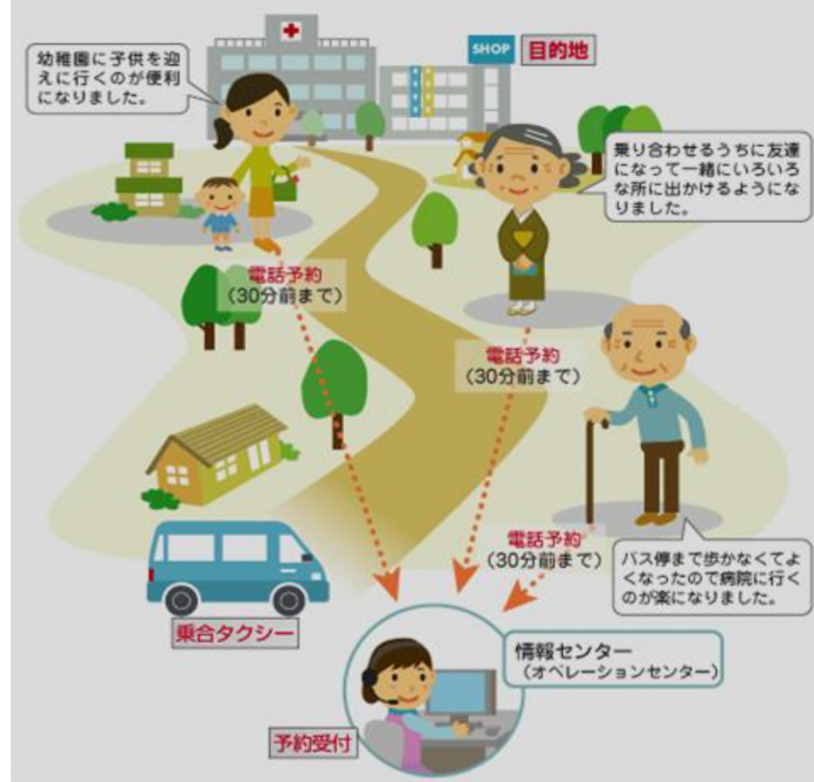 幼稚園に子供を迎
えに行くのが便利
になりました。
SHOP
目的地
乗り合わせるうちに友達
になって一緒にいろいろ
な所に出かけるようにな
りました。
電話予約
（30分前まで）
電話予約
（30分前まで）
電話予約
（30分前まで）
バス停まで歩かなくてよ
くなったので病院に行く
のが楽になりました。
乗合タクシー
情報センター
（オペレーションセンター）
予約受付